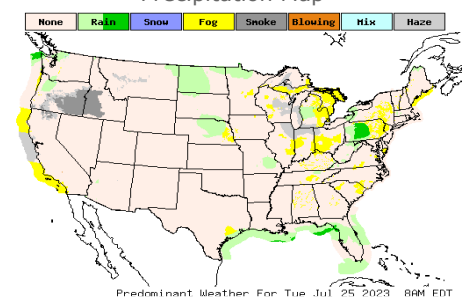 Precipitation Map
None Rain Snow Fog Smoke Blowing Mix Haze
Predominant Weather For Tue Jul 25 2023 8AM EDT